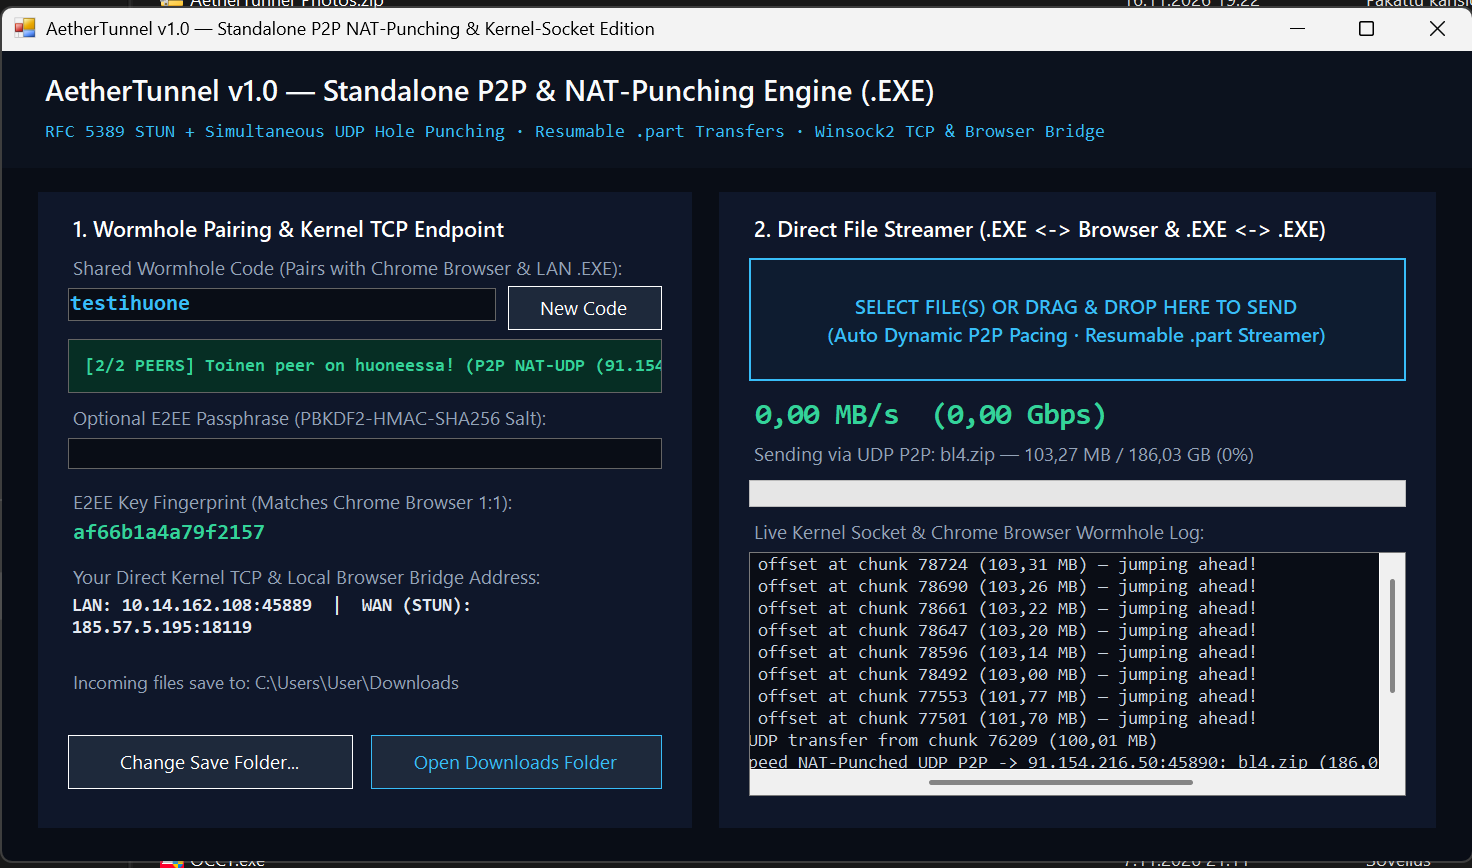 AetherTunnel Photos.zip
16.11.2026 19.22
AetherTunnel v1.0 — Standalone P2P NAT-Punching & Kernel-Socket Edition
AetherTunnel v1.0 — Standalone P2P & NAT-Punching Engine (.EXE)
RFC 5389 STUN + Simultaneous UDP Hole Punching · Resumable .part Transfers · Winsock2 TCP & Browser Bridge
1. Wormhole Pairing & Kernel TCP Endpoint
Shared Wormhole Code (Pairs with Chrome Browser & LAN .EXE):
testihuone
New Code
[2/2 PEERS] Toinen peer on huoneessa! (P2P NAT-UDP (91.154
Optional E2EE Passphrase (PBKDF2-HMAC-SHA256 Salt):
E2EE Key Fingerprint (Matches Chrome Browser 1:1):
af66b1a4a79f2157
Your Direct Kernel TCP & Local Browser Bridge Address:
LAN: 10.14.162.108:45889 | WAN (STUN):
185.57.5.195:18119
Incoming files save to: C:\Users\User\Downloads
Change Save Folder...
Open Downloads Folder
2. Direct File Streamer (.EXE <-> Browser & .EXE <-> .EXE)
SELECT FILE(S) OR DRAG & DROP HERE TO SEND
(Auto Dynamic P2P Pacing · Resumable .part Streamer)
0,00 MB/s (0,00 Gbps)
Sending via UDP P2P: bl4.zip — 103,27 MB / 186,03 GB (0%)
Live Kernel Socket & Chrome Browser Wormhole Log:
offset at chunk 78724 (103,31 MB) — jumping ahead!
offset at chunk 78690 (103,26 MB) — jumping ahead!
offset at chunk 78661 (103,22 MB) — jumping ahead!
offset at chunk 78647 (103,20 MB) — jumping ahead!
offset at chunk 78596 (103,14 MB) — jumping ahead!
offset at chunk 78492 (103,00 MB) — jumping ahead!
offset at chunk 77553 (101,77 MB) — jumping ahead!
offset at chunk 77501 (101,70 MB) — jumping ahead!
UDP transfer from chunk 76209 (100,01 MB)
peed NAT-Punched UDP P2P -> 91.154.216.50:45890: bl4.zip (186,0
OCCT.exe
Sovellus